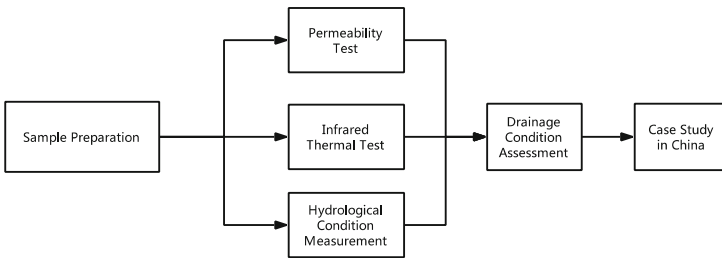 Permeability
Test
Sample Preparation
Infrared
Thermal Test
Drainage
Condition
Assessment
Case Study
in China
Hydrological
Condition
Measurement